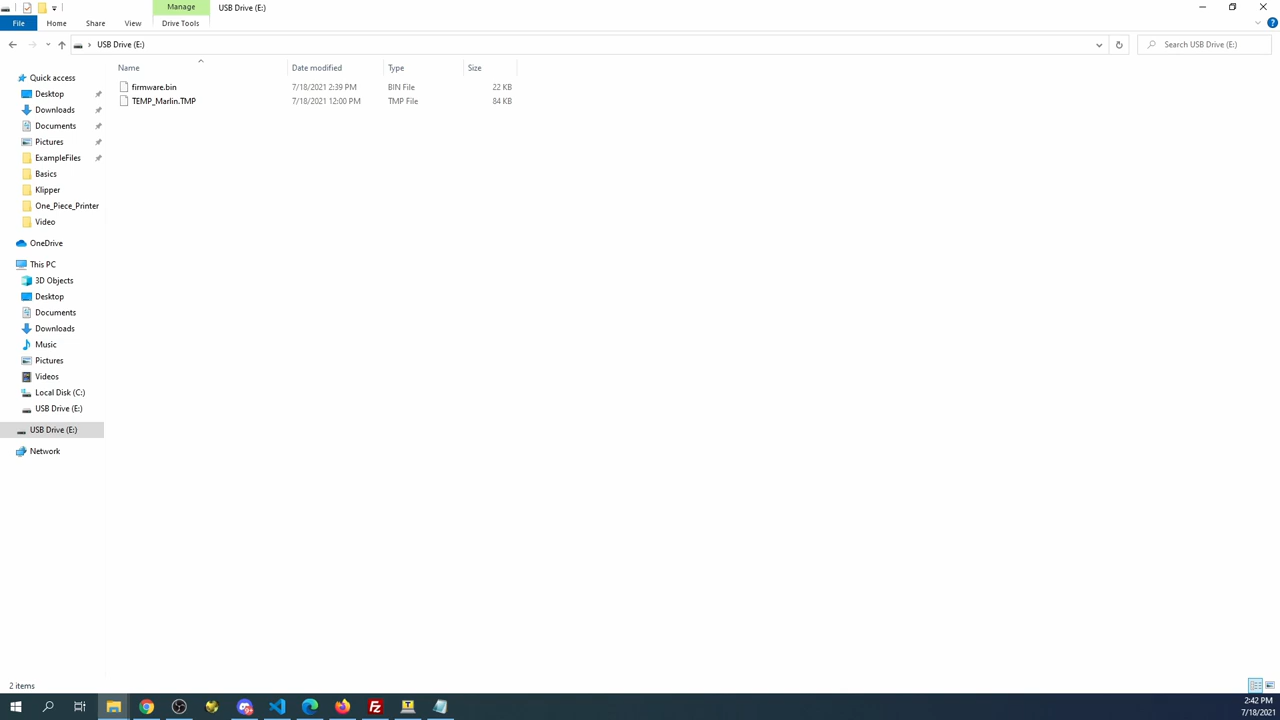 Manage
USB Drive (E:)
File
Home
Share
View
Drive Tools
USB Drive (E:)
Search USB Drive (E:)
Name
Date modified
Type
Size
firmware.bin
7/18/2021 2:39 PM
BIN File
22 KB
TEMP_Marlin.TMP
7/18/2021 12:00 PM
TMP File
84 KB
Quick access
Desktop
Downloads
Documents
Pictures
ExampleFiles
Basics
Klipper
One_Piece_Printer
Video
OneDrive
This PC
3D Objects
Desktop
Documents
Downloads
Music
Pictures
Videos
Local Disk (C:)
USB Drive (E:)
USB Drive (E:)
Network
2 items
2:42 PM
7/18/2021